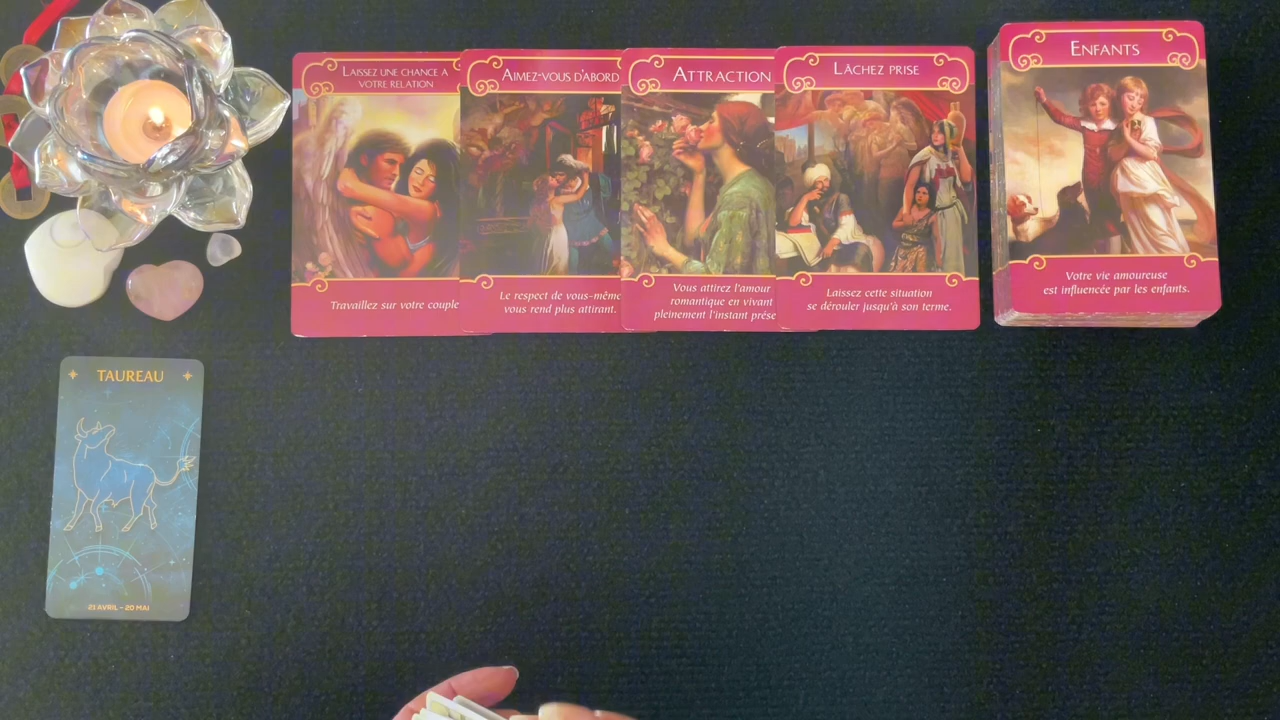 LAISSEZ UNE CHANCE A
VOTRE RELATION
Travaillez sur votre couple
AIMEZ-VOUS D'ABORD
Le respect de vous-même
vous rend plus attirant.
ATTRACTION
Vous attirez l'amour
romantique en vivant
pleinement l'instant prése
LÂCHEZ PRISE
Laissez cette situation
se dérouler jusqu'à son terme.
ENFANTS
Votre vie amoureuse
est influencée par les enfants.
TAUREAU
21 AVRIL - 20 MAI